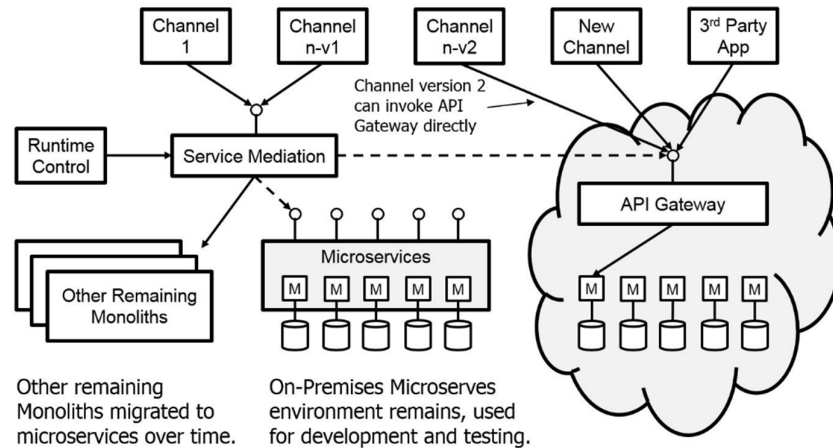 Channel
1
Channel
n-v1
Channel
n-v2
New
Channel
3rd Party
App
Channel version 2
can invoke API
Gateway directly
Runtime
Control
Service Mediation
API Gateway
Microservices
M M M M M
M M M M M
Other Remaining
Monoliths
Other remaining
Monoliths migrated to
microservices over time.
On-Premises Microserves
environment remains, used
for development and testing.